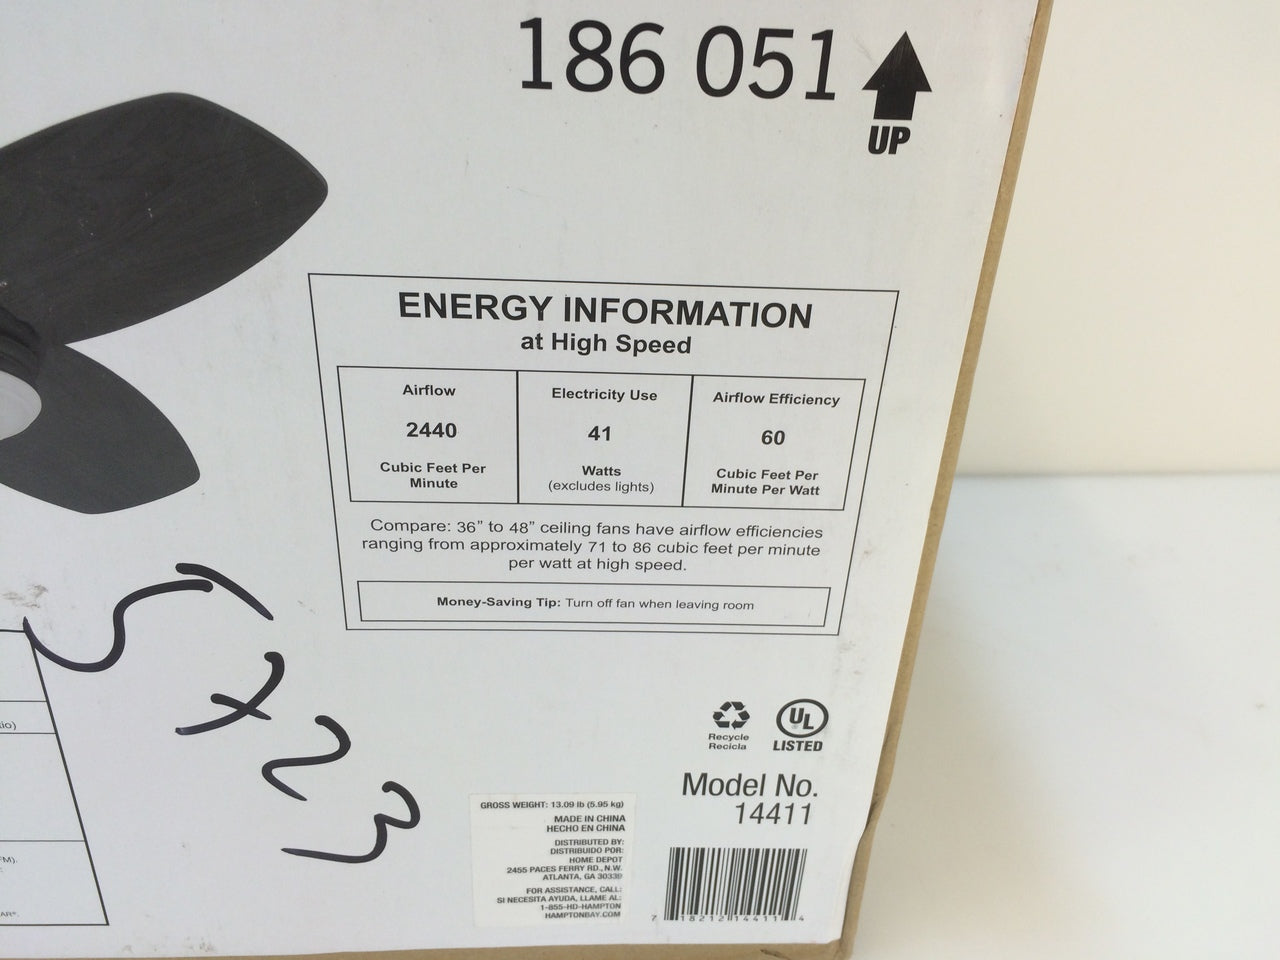 186 051
UP
ENERGY INFORMATION
at High Speed
Airflow
2440
Cubic Feet Per
Minute
Electricity Use
41
Watts
(excludes lights)
Airflow Efficiency
60
Cubic Feet Per
Minute Per Watt
Compare: 36” to 48” ceiling fans have airflow efficiencies
ranging from approximately 71 to 86 cubic feet per minute
per watt at high speed.
Money-Saving Tip: Turn off fan when leaving room
5x23
Recycle
Recicla
UL
LISTED
Model No.
14411
GROSS WEIGHT: 13.09 lb (5.95 kg)
MADE IN CHINA
HECHO EN CHINA
DISTRIBUTED BY:
DISTRIBUIDO POR:
HOME DEPOT
2455 PACES FERRY RD., N.W.
ATLANTA, GA 30339
FOR ASSISTANCE, CALL:
SI NECESITA AYUDA, LLAME AL:
1-855-HD-HAMPTON
HAMPTONBAY.COM
7 18212 14411 4